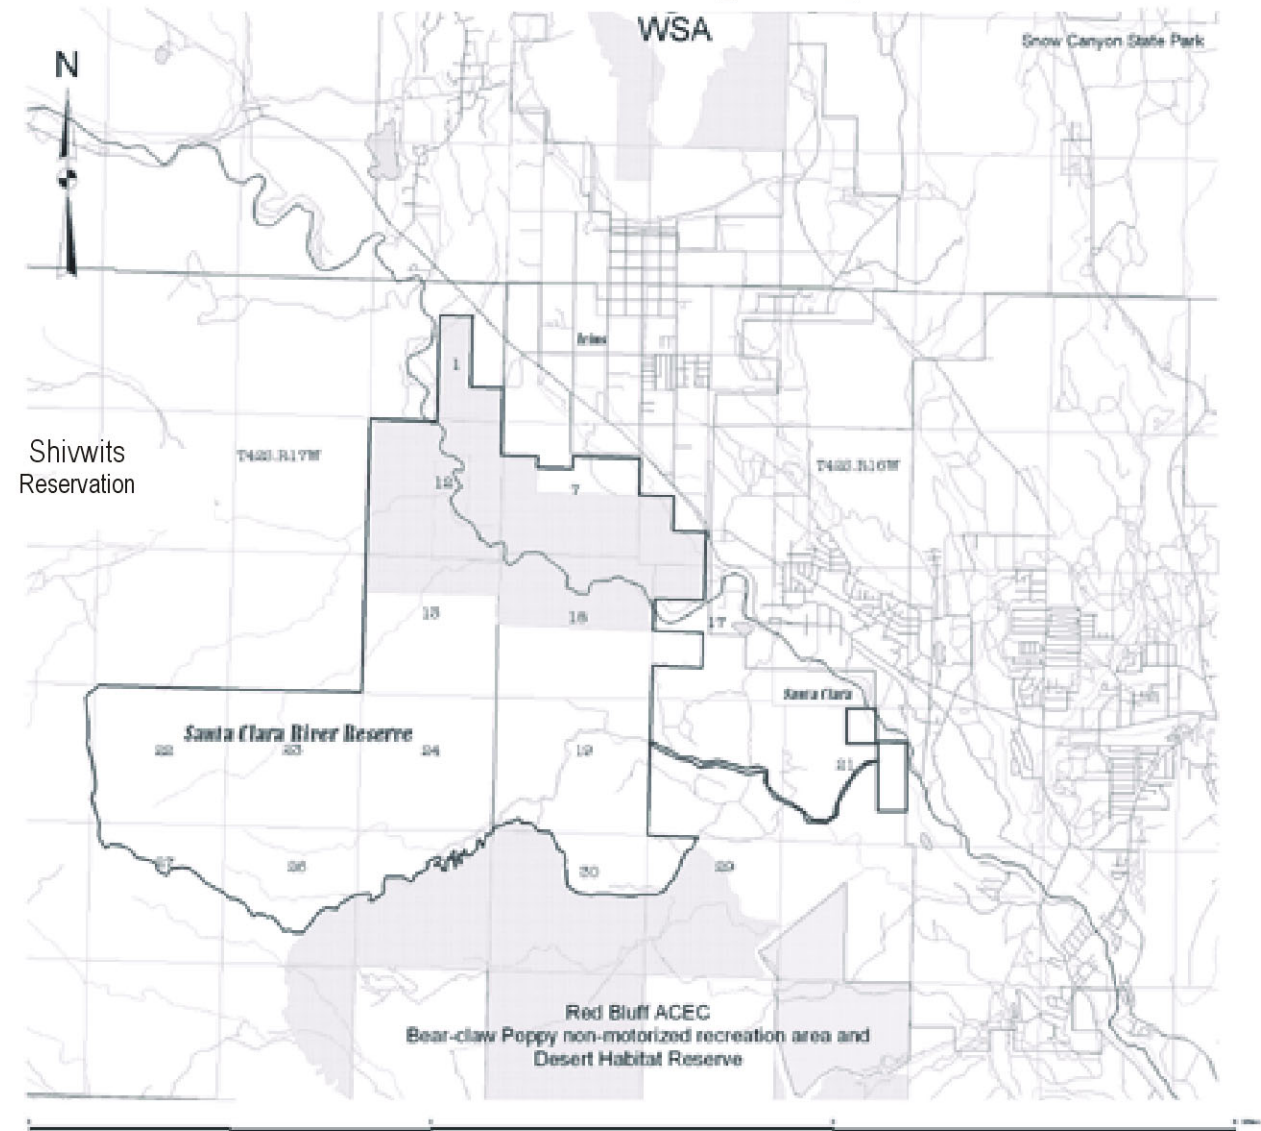 WSA
Snow Canyon State Park
N
Ivins
1
Shivwits
Reservation
T42S.R17W
T42S.R16W
12
7
13
18
17
Santa Clara
Santa Clara River Reserve
22
23
24
19
21
27
26
30
29
Red Bluff ACEC
Bear-claw Poppy non-motorized recreation area and
Desert Habitat Reserve